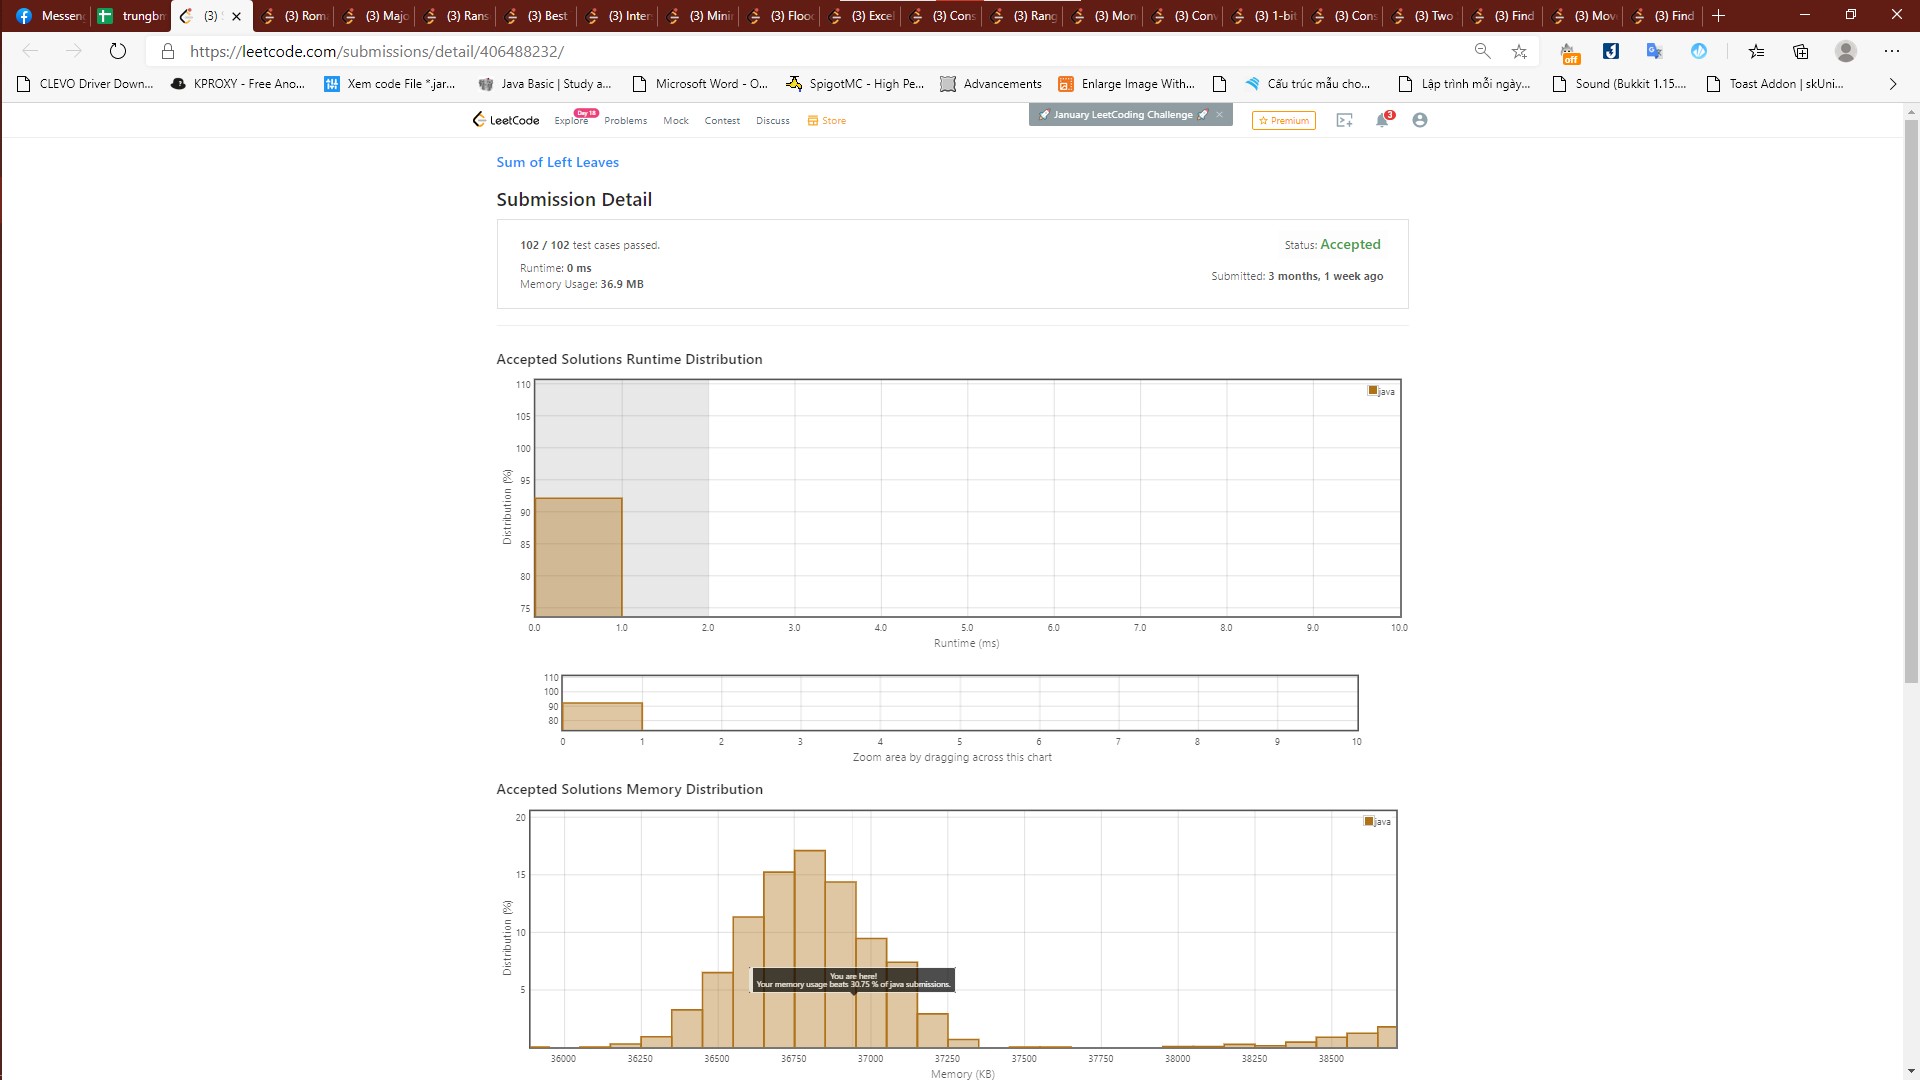 Messen
trungbr
(3)
(3) Rom
(3) Majo
(3) Rans
(3) Best
(3) Inter
(3) Mini
(3) Floo
(3) Excel
(3) Cons
(3) Rang
(3) Mon
(3) Conv
(3) 1-bit
(3) Cons
(3) Two
(3) Find
(3) Mov
(3) Find
https://leetcode.com/submissions/detail/406488232/
off
CLEVO Driver Down...
KPROXY - Free Ano...
Xem code File *.jar...
Java Basic | Study a...
Microsoft Word - O...
SpigotMC - High Pe...
Advancements
Enlarge Image With...
Cấu trúc mẫu cho...
Lập trình mỗi ngày...
Sound (Bukkit 1.15....
Toast Addon | skUni...
LeetCode
Explore
Day 18
Problems
Mock
Contest
Discuss
Store
January LeetCoding Challenge
Premium
3
Sum of Left Leaves
Submission Detail
102 / 102 test cases passed.
Status: Accepted
Runtime: 0 ms
Submitted: 3 months, 1 week ago
Memory Usage: 36.9 MB
Accepted Solutions Runtime Distribution
110
105
100
95
90
85
80
75
Distribution (%)
java
0.0 1.0 2.0 3.0 4.0 5.0 6.0 7.0 8.0 9.0 10.0
Runtime (ms)
110
100
90
80
0 1 2 3 4 5 6 7 8 9 10
Zoom area by dragging across this chart
Accepted Solutions Memory Distribution
20
15
10
5
Distribution (%)
java
You are here!
Your memory usage beats 30.75 % of java submissions.
36000 36250 36500 36750 37000 37250 37500 37750 38000 38250 38500
Memory (KB)